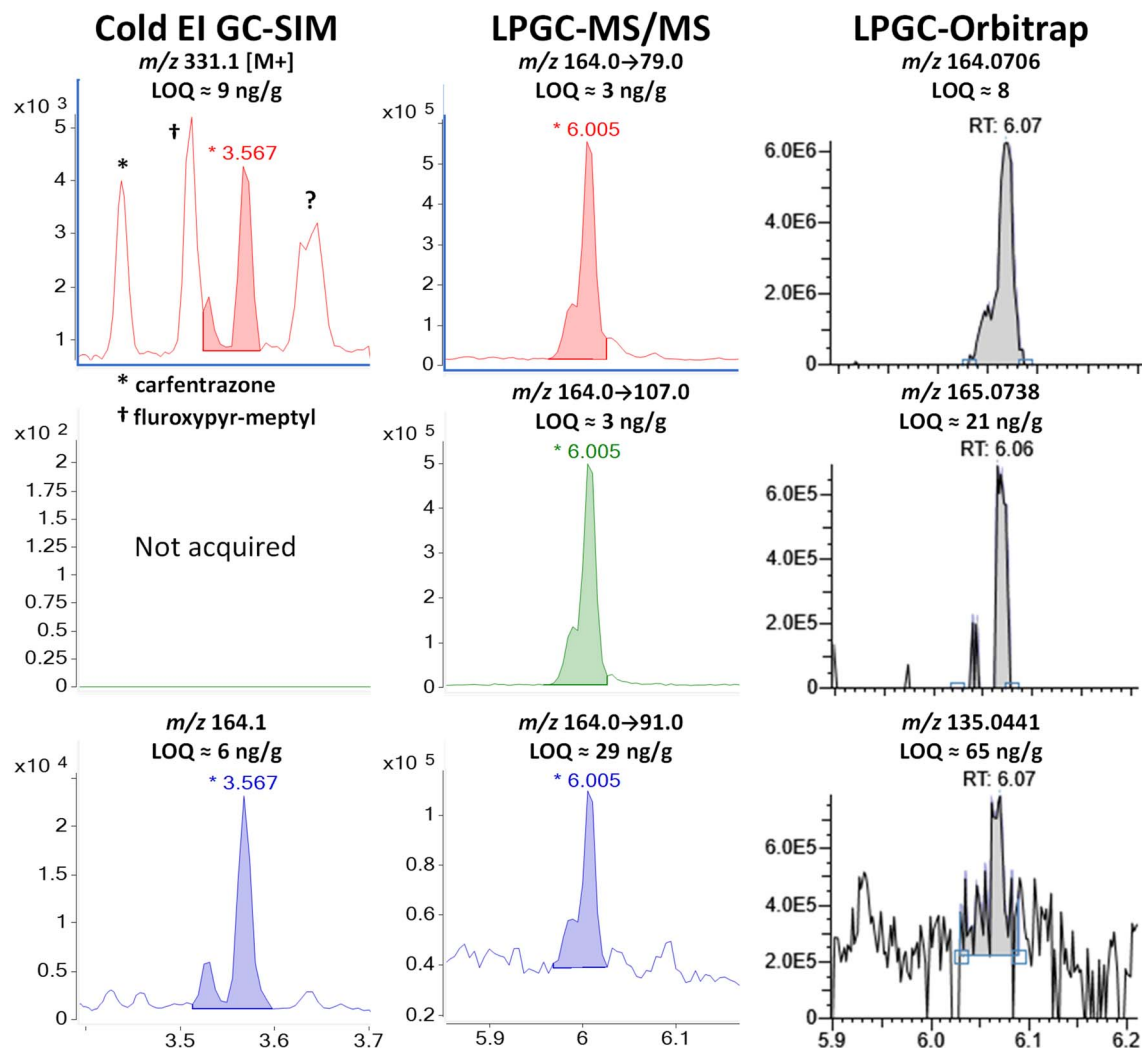 Cold EI GC-SIM
m/z 331.1 [M+]
LOQ ≈ 9 ng/g
x10 3
5
4
3
2
1
*
†
* 3.567
?
LPGC-MS/MS
m/z 164.0→79.0
LOQ ≈ 3 ng/g
x10 5
6
5
4
3
2
1
0
* 6.005
LPGC-Orbitrap
m/z 164.0706
LOQ ≈ 8
RT: 6.07
6.0E6
4.0E6
2.0E6
0
* carfentrazone
† fluroxypyr-meptyl
x10 2
2
1.75
1.5
1.25
1
0.75
0.5
0.25
0
Not acquired
m/z 164.0→107.0
LOQ ≈ 3 ng/g
x10 5
5
4
3
2
1
0
* 6.005
m/z 165.0738
LOQ ≈ 21 ng/g
RT: 6.06
6.0E5
4.0E5
2.0E5
0
m/z 164.1
LOQ ≈ 6 ng/g
x10 4
2
1.5
1
0.5
0
* 3.567
3.5 3.6 3.7
m/z 164.0→91.0
LOQ ≈ 29 ng/g
x10 5
1
0.8
0.6
0.4
0.2
* 6.005
5.9 6 6.1
m/z 135.0441
LOQ ≈ 65 ng/g
RT: 6.07
6.0E5
4.0E5
2.0E5
0
5.9 6.0 6.1 6.2